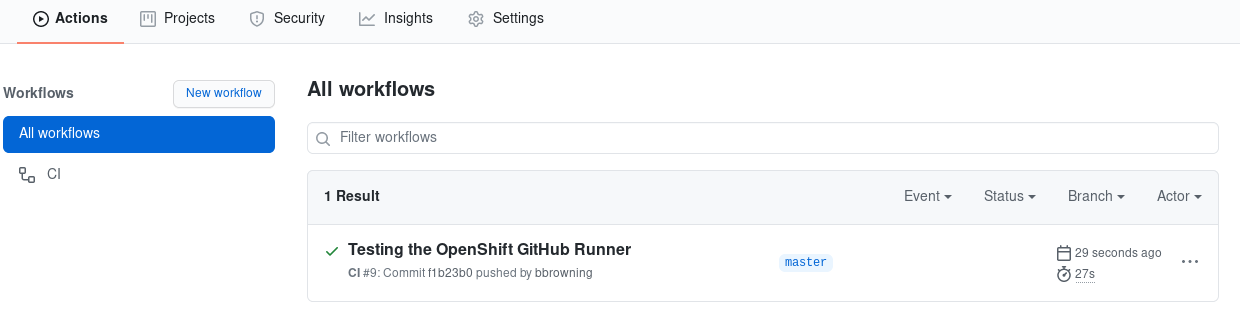 Actions Projects Security Insights Settings
Workflows New workflow
All workflows
CI
All workflows
Filter workflows
1 Result Event Status Branch Actor
Testing the OpenShift GitHub Runner
CI #9: Commit f1b23b0 pushed by bbrowning
master
29 seconds ago
27s